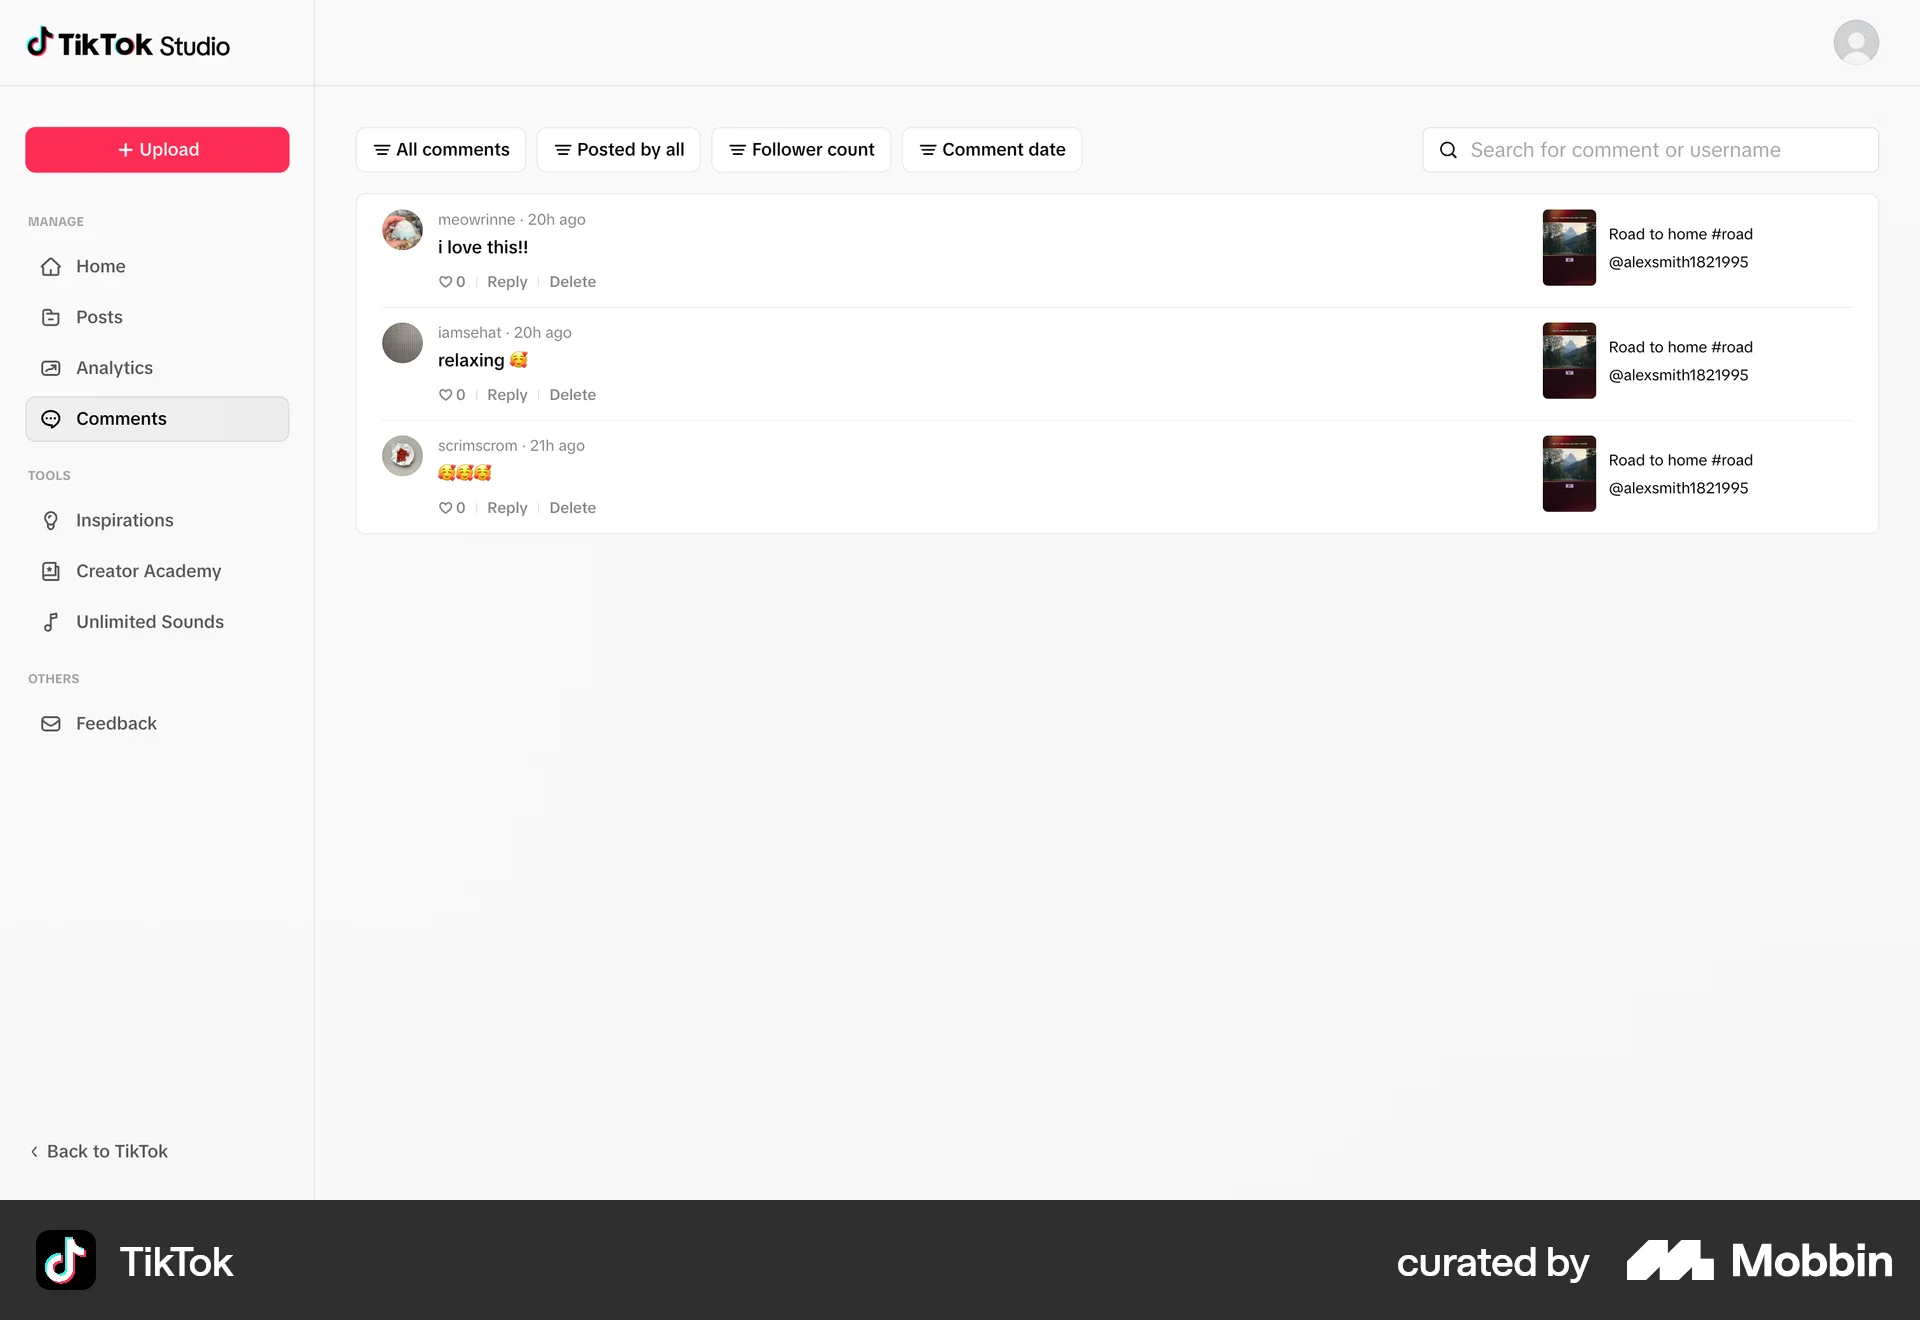 TikTok Studio
+ Upload
MANAGE
Home
Posts
Analytics
Comments
TOOLS
Inspirations
Creator Academy
Unlimited Sounds
OTHERS
Feedback
Back to TikTok
All comments
Posted by all
Follower count
Comment date
Search for comment or username
meowrinne · 20h ago
i love this!!
0 Reply Delete
Road to home #road
@alexsmith1821995
iamsehat · 20h ago
relaxing 🥰
0 Reply Delete
Road to home #road
@alexsmith1821995
scrimscrom · 21h ago
🥰🥰🥰
0 Reply Delete
Road to home #road
@alexsmith1821995
TikTok
curated by Mobbin